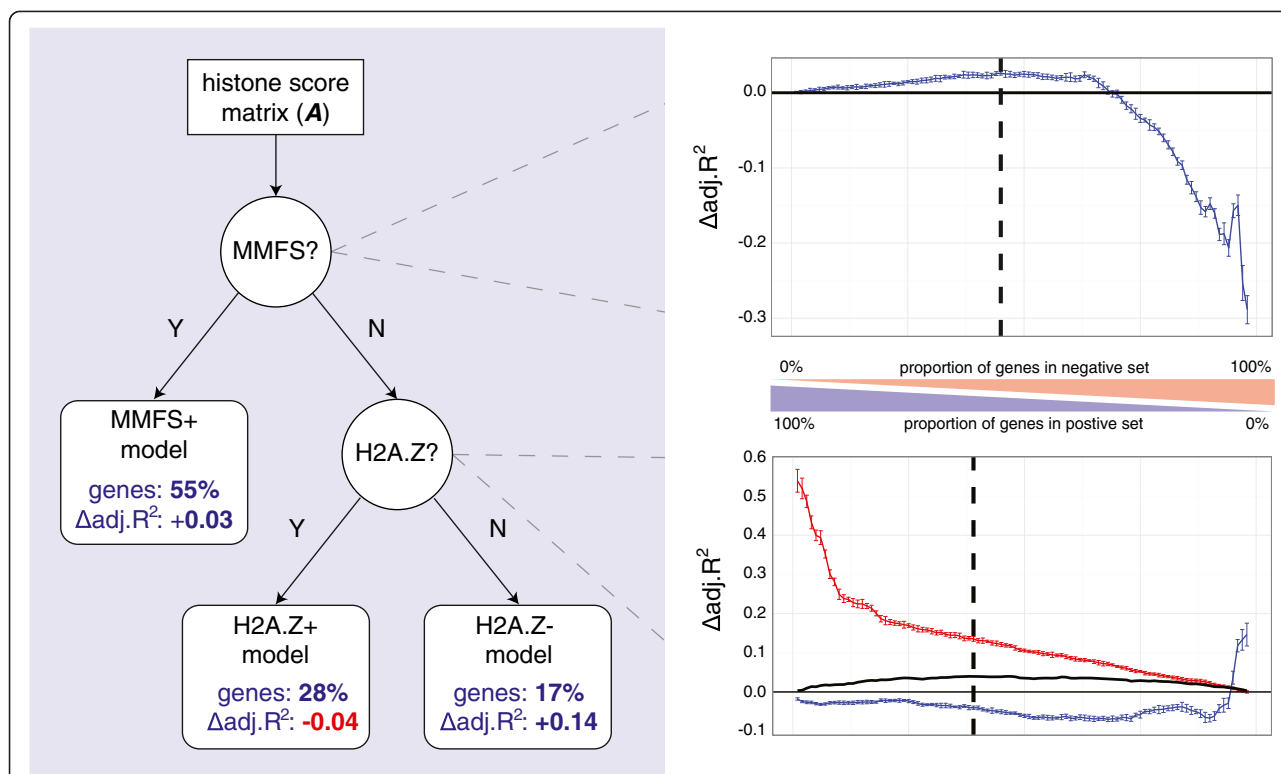 histone score
matrix (A)
MMFS?
Y
N
MMFS+
model
genes: 55%
Δadj.R²: +0.03
H2A.Z?
Y
N
H2A.Z+
model
genes: 28%
Δadj.R²: -0.04
H2A.Z-
model
genes: 17%
Δadj.R²: +0.14
Δadj.R²
0.0
-0.1
-0.2
-0.3
0%
proportion of genes in negative set
100%
100%
proportion of genes in postive set
0%
Δadj.R²
0.6
0.5
0.4
0.3
0.2
0.1
0.0
-0.1